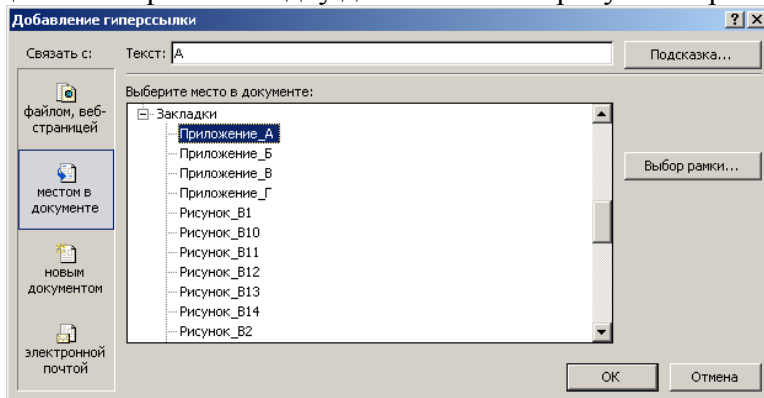 Добавление гиперссылки
Связать с:
Текст: А
Подсказка...
Выберите место в документе:
файлом, веб-
страницей
местом в
документе
новым
документом
электронной
почтой
Закладки
Приложение_А
Приложение_Б
Приложение_В
Приложение_Г
Рисунок_В1
Рисунок_В10
Рисунок_В11
Рисунок_В12
Рисунок_В13
Рисунок_В14
Рисунок_В2
Выбор рамки...
ОК
Отмена